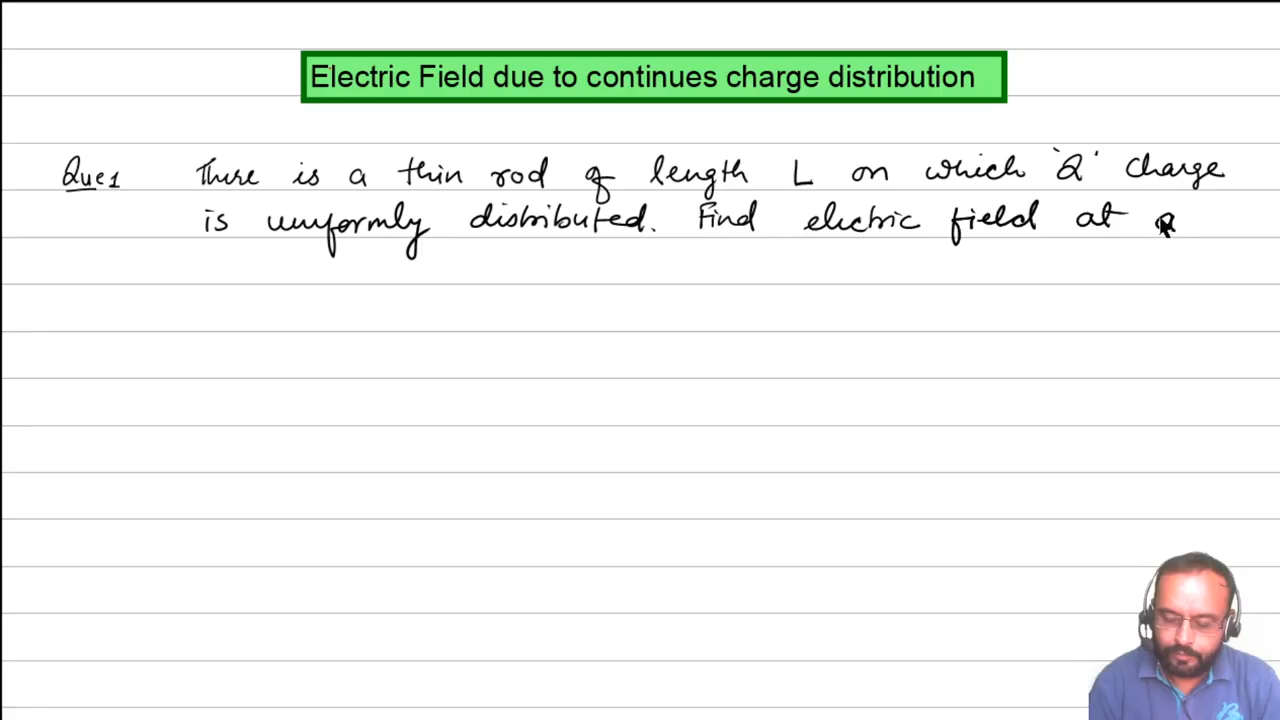 Electric Field due to continues charge distribution
Que1 There is a thin rod of length L on which 'Q' charge
is uniformly distributed. Find electric field at a